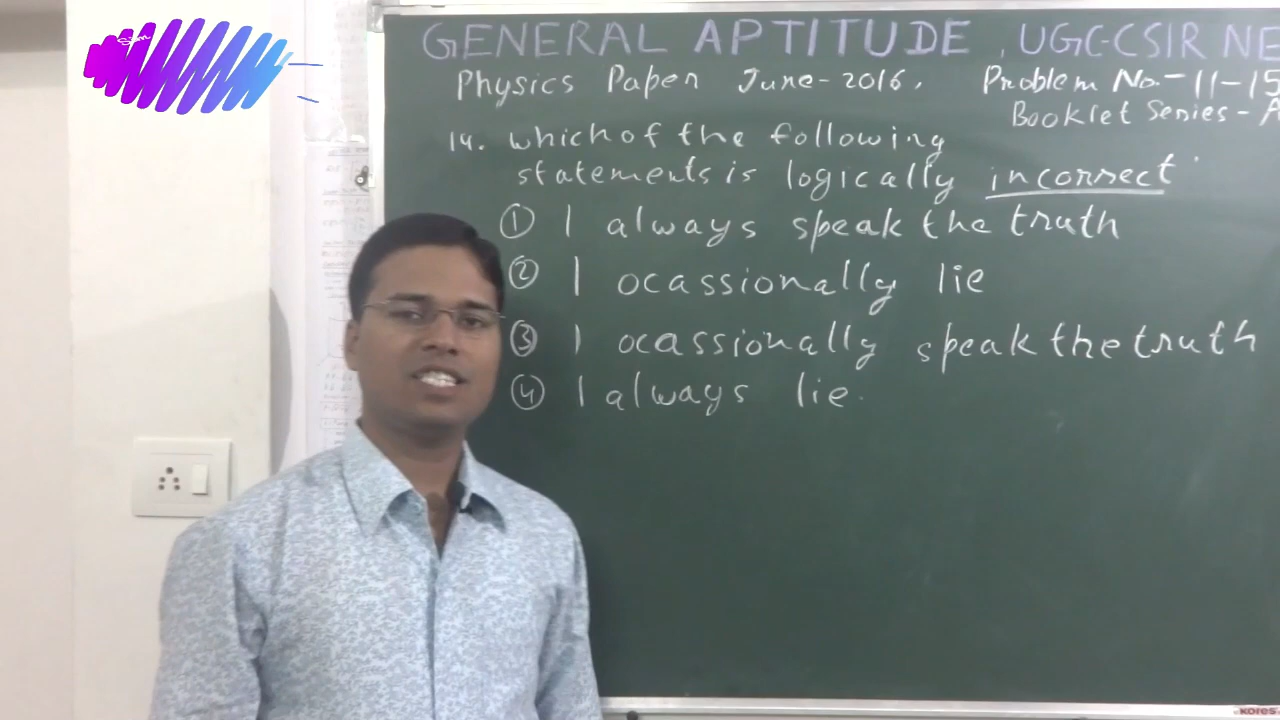 GENERAL APTITUDE, UGC-CSIR NE
Physics Paper June-2016, Problem No.-11-15
Booklet Series-A
14. which of the following
statements is logically incorrect
① I always speak the truth
② I ocassionally lie
③ I ocassionally speak the truth
④ I always lie.
kores